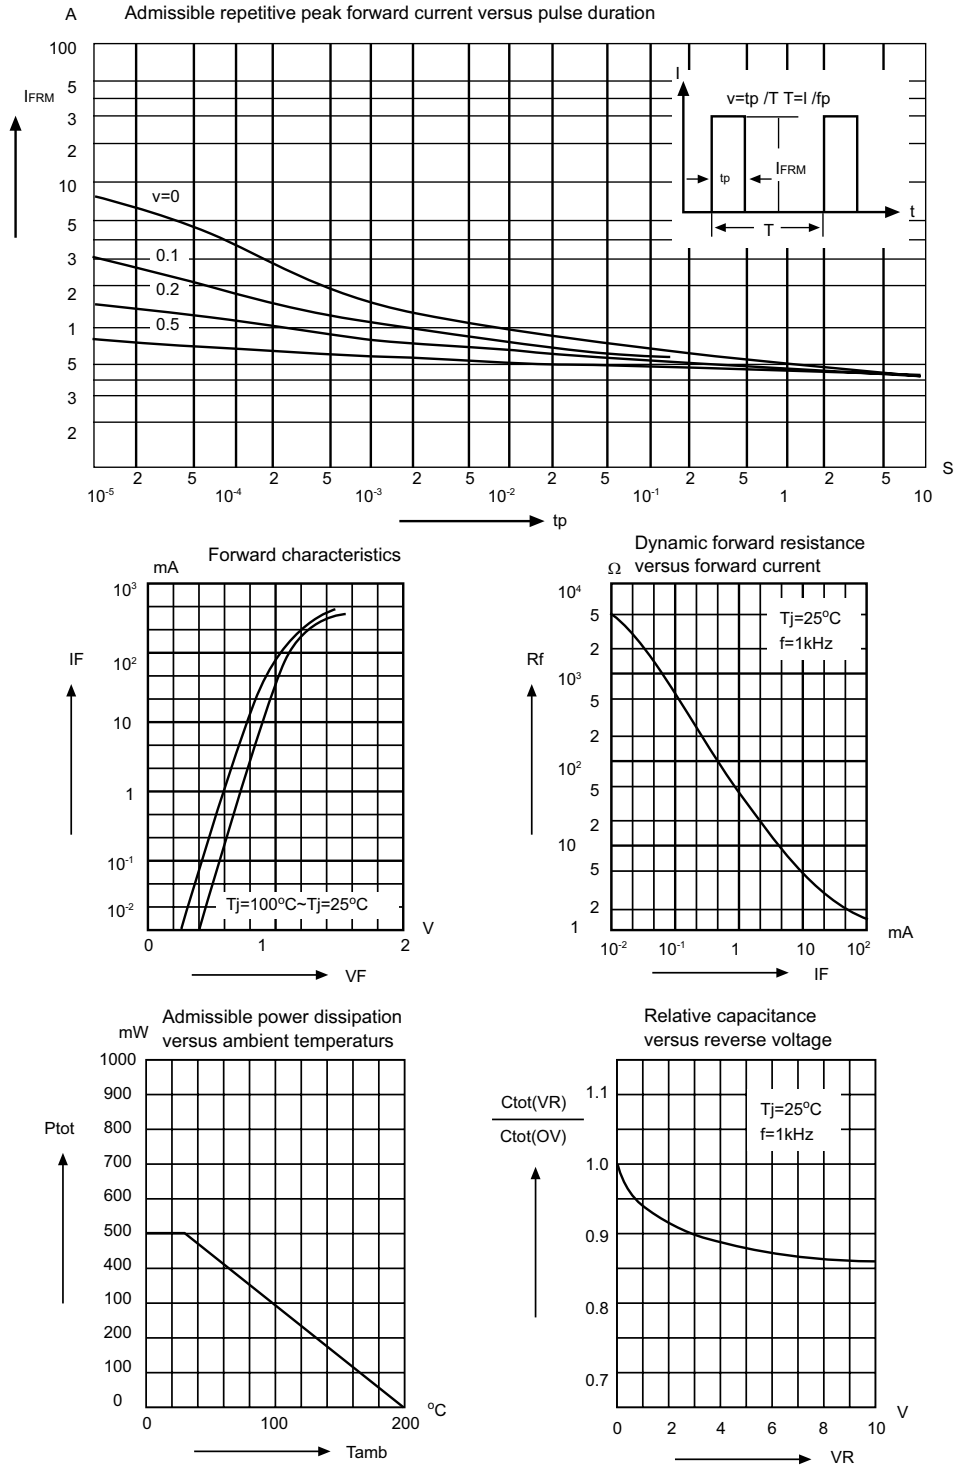 A Admissible repetitive peak forward current versus pulse duration
100
5
IFRM
3
2
10
5
3
2
1
5
3
2
v=0
0.1
0.2
0.5
I
v=tp /T T=I /fp
tp
IFRM
t
T
2 5 2 5 2 5 2 5 2 5 2 5 S
10-5 10-4 10-3 10-2 10-1 1 10
tp
Forward characteristics
mA
10³
IF
10²
10
1
10-1
10-2
Tj=100°C~Tj=25°C
0 1 2 V
VF
Dynamic forward resistance
Ω versus forward current
10⁴
5
2
Rf
10³
5
2
10²
5
2
10
5
2
1
Tj=25°C
f=1kHz
10-2 10-1 1 10 10² mA
IF
Admissible power dissipation
mW versus ambient temperaturs
1000
900
Ptot
800
700
600
500
400
100
200
100
0
0 100 200 °C
Tamb
Relative capacitance
versus reverse voltage
Ctot(VR)
Ctot(OV)
1.1
1.0
0.9
0.8
0.7
Tj=25°C
f=1kHz
0 2 4 6 8 10 V
VR